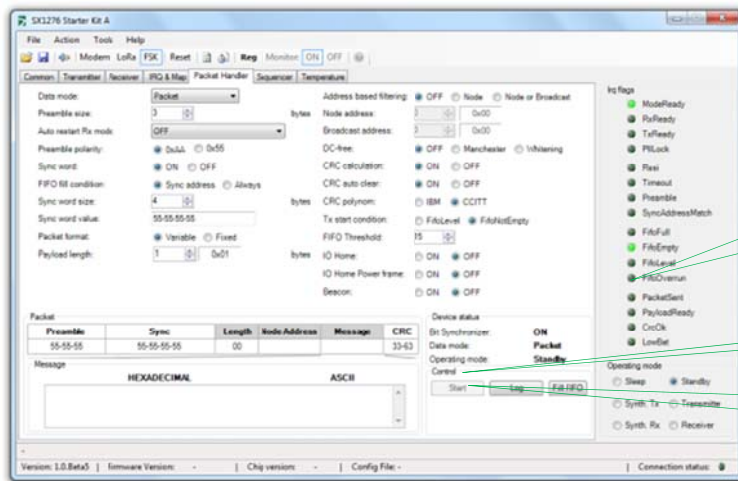 SX1276 Starter Kit A
File Action Tools Help
Modem LoRa FSK Reset Reg Monitor ON OFF
Common Transmitter Receiver IRQ & Map Packet Handler Sequencer Temperature
Data mode: Packet
Preamble size: 3 bytes
Auto restart Rx mode: OFF
Preamble polarity: 0xAA 0x55
Sync word: ON OFF
FIFO fill condition: Sync address Always
Sync word size: 4 bytes
Sync word value: 55-55-55-55
Packet format: Variable Fixed
Payload length: 1 0x01 bytes
Address based filtering: OFF Node Node or Broadcast
Node address: 0x00
Broadcast address: 0x00
DC-free: OFF Manchester Whitening
CRC calculation: ON OFF
CRC auto clear: ON OFF
CRC polynom: IBM CCITT
Tx start condition: FifoLevel FifoNotEmpty
FIFO Threshold: 15
IO Home: ON OFF
IO Home Power frame: ON OFF
Beacon: ON OFF
Irq flags
ModeReady
RxReady
TxReady
PllLock
Rssi
Timeout
Preamble
SyncAddressMatch
FifoFull
FifoEmpty
FifoLevel
FifoOverrun
PacketSent
PayloadReady
CrcOk
LowBat
Packet
Preamble Sync Length Node Address Message CRC
55-55-55 55-55-55-55 00 33-63
Message
HEXADECIMAL ASCII
Device status
Bit Synchronizer: ON
Data mode: Packet
Operating mode: Standby
Control
Start Log Fill FIFO
Operating mode
Sleep Standby
Synth. Tx Transmitter
Synth. Rx Receiver
-
Version: 1.0.Beta5 | firmware Version: - | Chip version: - | Config File: - | Connection status: